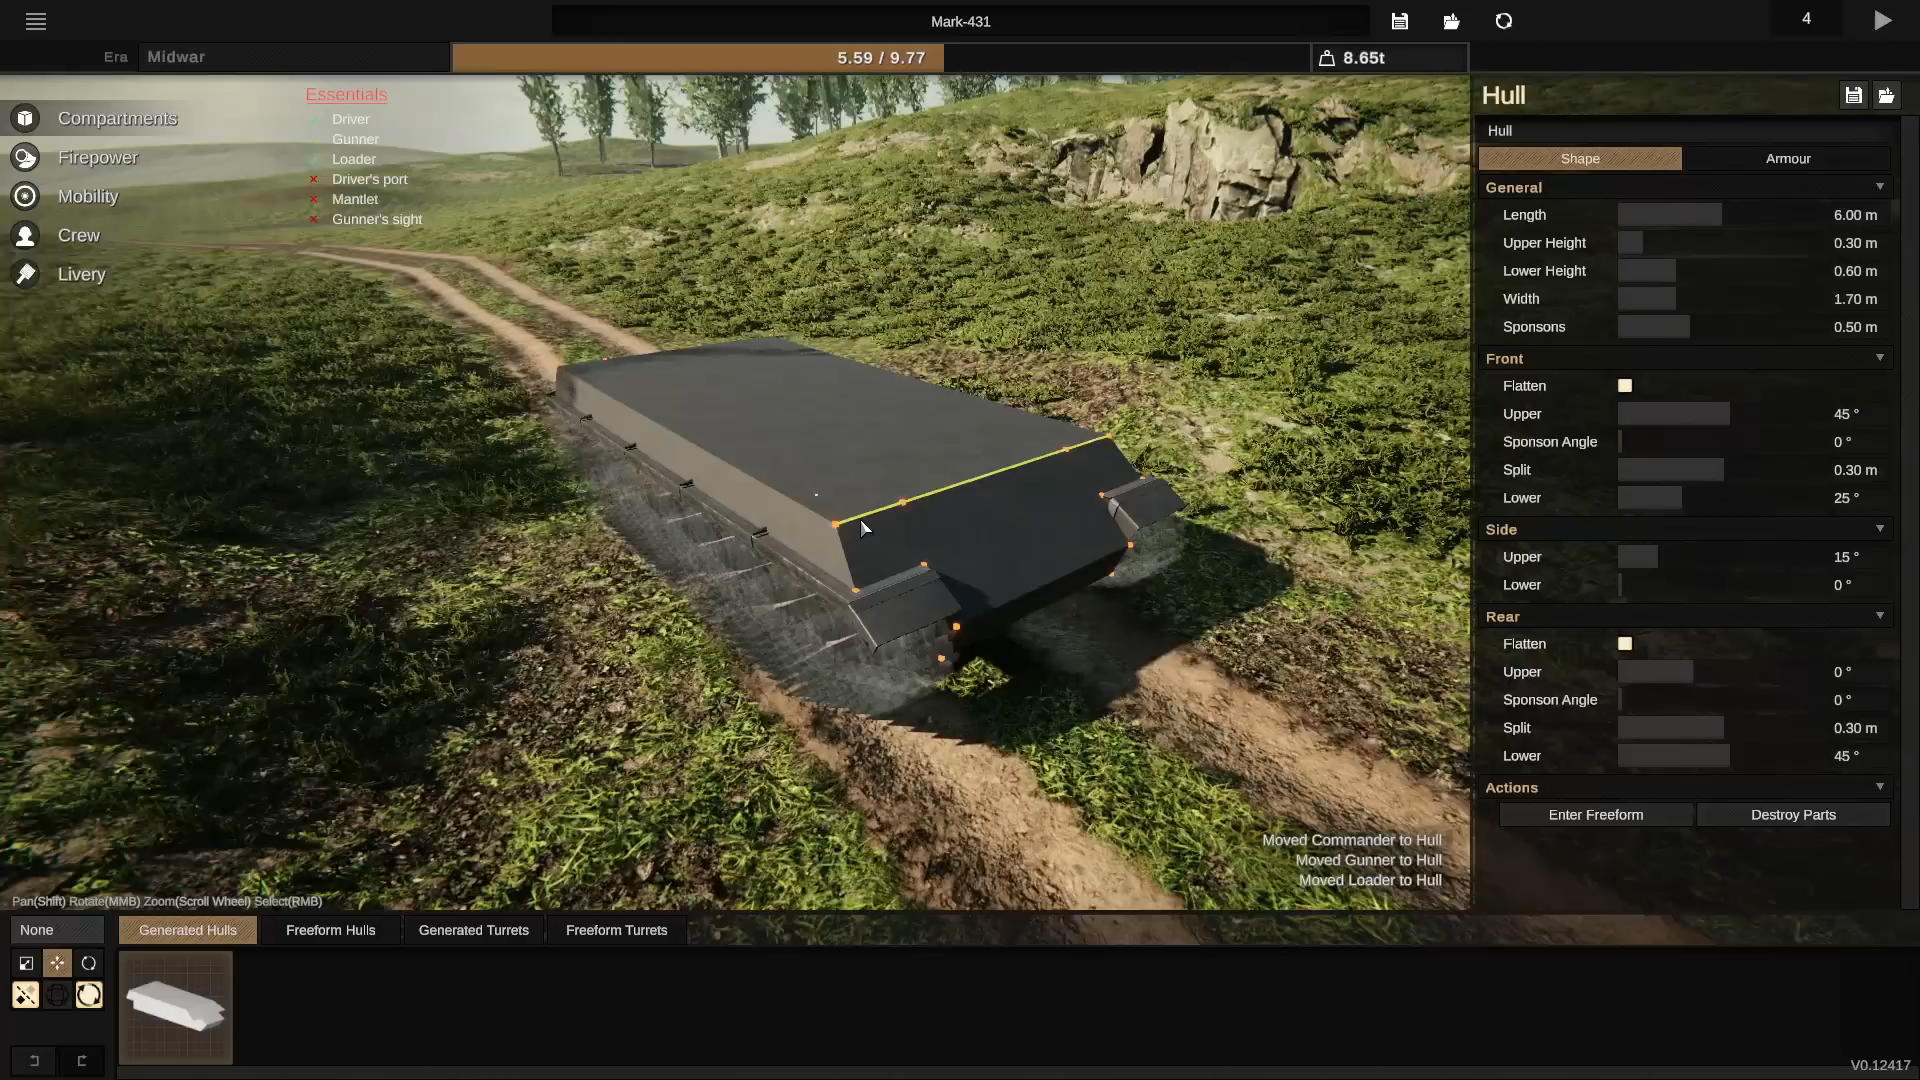 Mark-431
4
Era
Midwar
5.59 / 9.77
8.65t
Compartments
Firepower
Mobility
Crew
Livery
Essentials
Driver
Gunner
Loader
Driver's port
Mantlet
Gunner's sight
Hull
Hull
Shape
Armour
General
Length 6.00 m
Upper Height 0.30 m
Lower Height 0.60 m
Width 1.70 m
Sponsons 0.50 m
Front
Flatten
Upper 45 °
Sponson Angle 0 °
Split 0.30 m
Lower 25 °
Side
Upper 15 °
Lower 0 °
Rear
Flatten
Upper 0 °
Sponson Angle 0 °
Split 0.30 m
Lower 45 °
Actions
Enter Freeform
Destroy Parts
Moved Commander to Hull
Moved Gunner to Hull
Moved Loader to Hull
Pan(Shift) Rotate(MMB) Zoom(Scroll Wheel) Select(RMB)
None
Generated Hulls
Freeform Hulls
Generated Turrets
Freeform Turrets
V0.12417